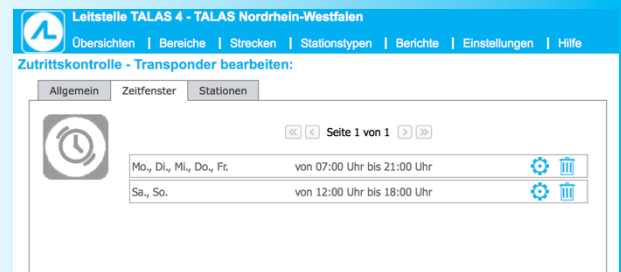 Leitstelle TALAS 4 - TALAS Nordrhein-Westfalen
Übersichten | Bereiche | Strecken | Stationstypen | Berichte | Einstellungen | Hilfe
Zutrittskontrolle - Transponder bearbeiten:
Allgemein Zeitfenster Stationen
Seite 1 von 1
Mo., Di., Mi., Do., Fr. von 07:00 Uhr bis 21:00 Uhr
Sa., So. von 12:00 Uhr bis 18:00 Uhr